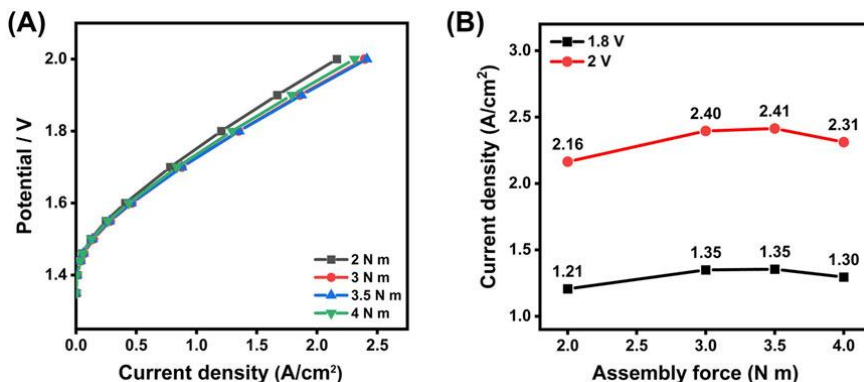 (A)
Potential / V
2.0
1.8
1.6
1.4
0.0 0.5 1.0 1.5 2.0 2.5
Current density (A/cm²)
2 N m
3 N m
3.5 N m
4 N m
(B)
Current density (A/cm²)
3.0
2.5
2.0
1.5
1.0
1.8 V
2 V
2.16 2.40 2.41 2.31
1.21 1.35 1.35 1.30
2.0 2.5 3.0 3.5 4.0
Assembly force (N m)